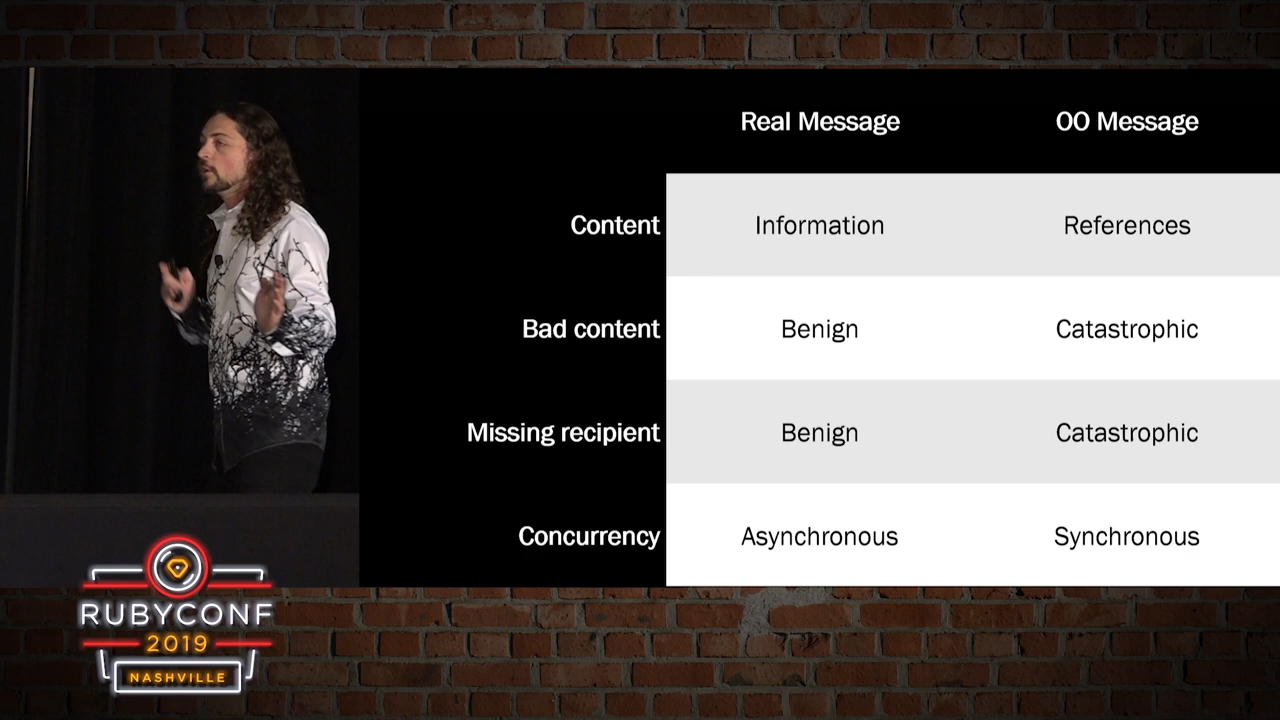 Real Message OO Message
Content Information References
Bad content Benign Catastrophic
Missing recipient Benign Catastrophic
Concurrency Asynchronous Synchronous
RUBYCONF
2019
NASHVILLE